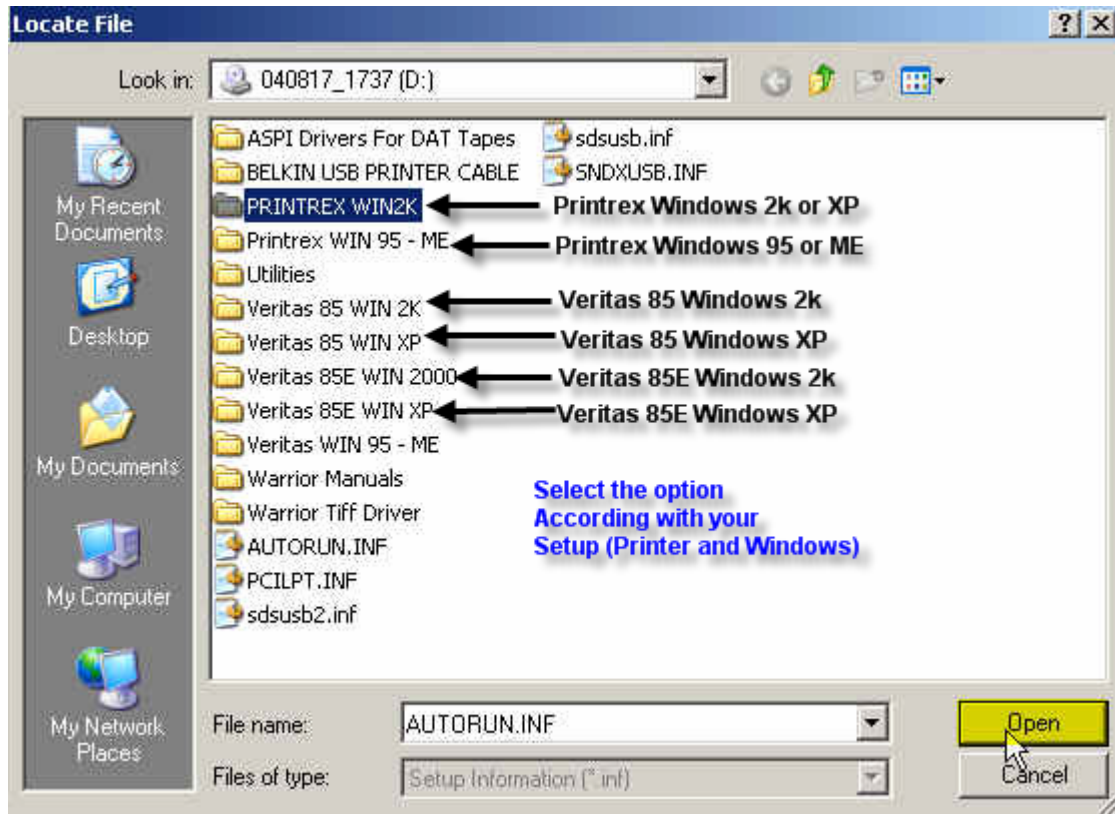 Locate File
Look in:
040817_1737 (D:)
My Recent
Documents
Desktop
My Documents
My Computer
My Network
Places
ASPI Drivers For DAT Tapes
BELKIN USB PRINTER CABLE
PRINTREX WIN2K
Printrex WIN 95 - ME
Utilities
Veritas 85 WIN 2K
Veritas 85 WIN XP
Veritas 85E WIN 2000
Veritas 85E WIN XP
Veritas WIN 95 - ME
Warrior Manuals
Warrior Tiff Driver
AUTORUN.INF
PCILPT.INF
sdsusb2.inf
sdsusb.inf
SNDXUSB.INF
Printrex Windows 2k or XP
Printrex Windows 95 or ME
Veritas 85 Windows 2k
Veritas 85 Windows XP
Veritas 85E Windows 2k
Veritas 85E Windows XP
Select the option
According with your
Setup (Printer and Windows)
File name:
AUTORUN.INF
Open
Files of type:
Setup Information (*.inf)
Cancel